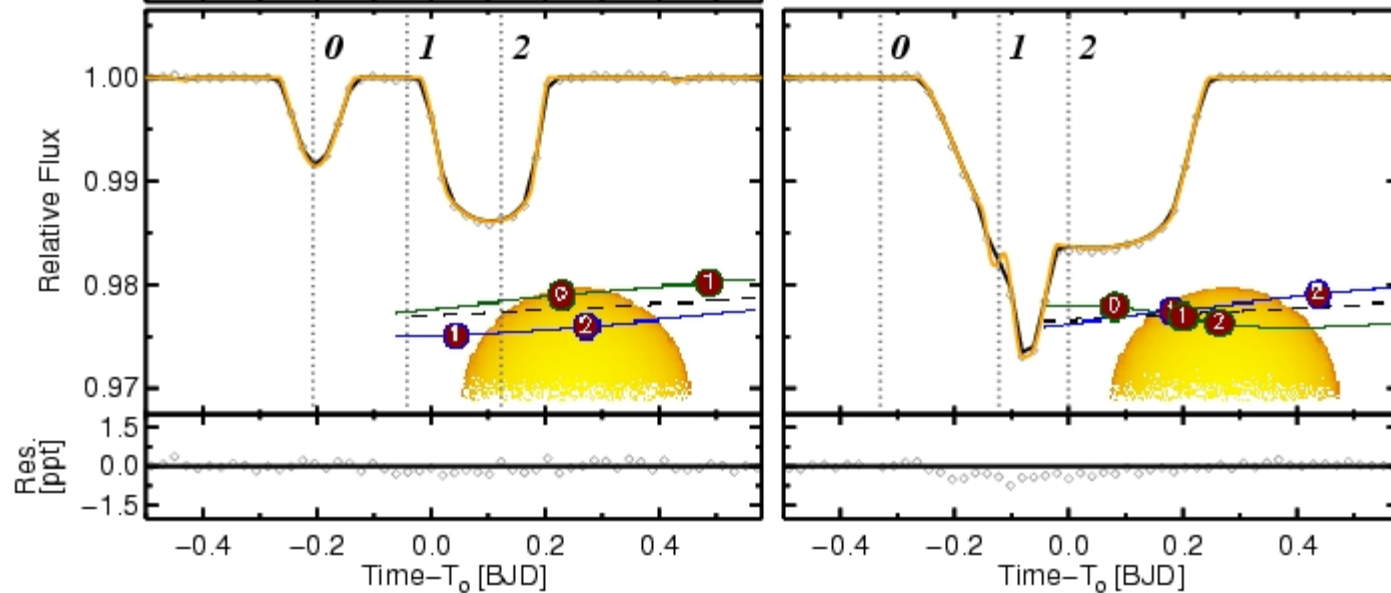 0 1 2
0 1 2
1.00
0.99
0.98
0.97
Relative Flux
0 1
1 2
0 1 1 2 2
1.5
0.0
−1.5
Res.
[ppt]
−0.4 −0.2 0.0 0.2 0.4
−0.4 −0.2 0.0 0.2 0.4
Time−To [BJD]
Time−To [BJD]